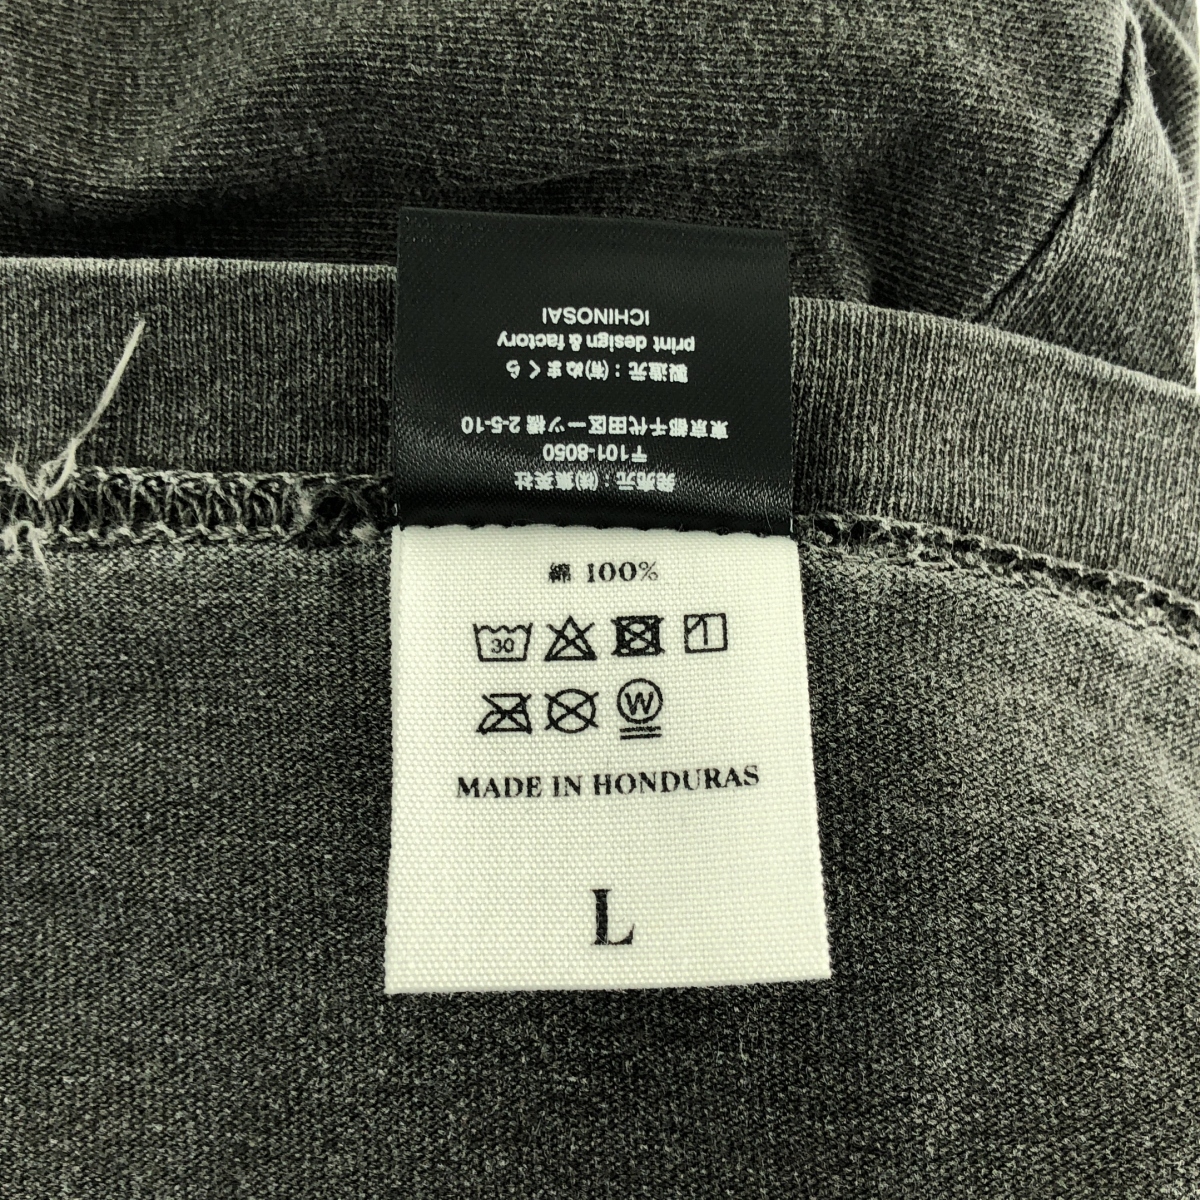 発売元：(株)集英社
〒101-8050
東京都千代田区一ツ橋 2-5-10
製造元：(有)ぬまくら
print design & factory
ICHINOSAI
綿 100%
30
W
MADE IN HONDURAS
L